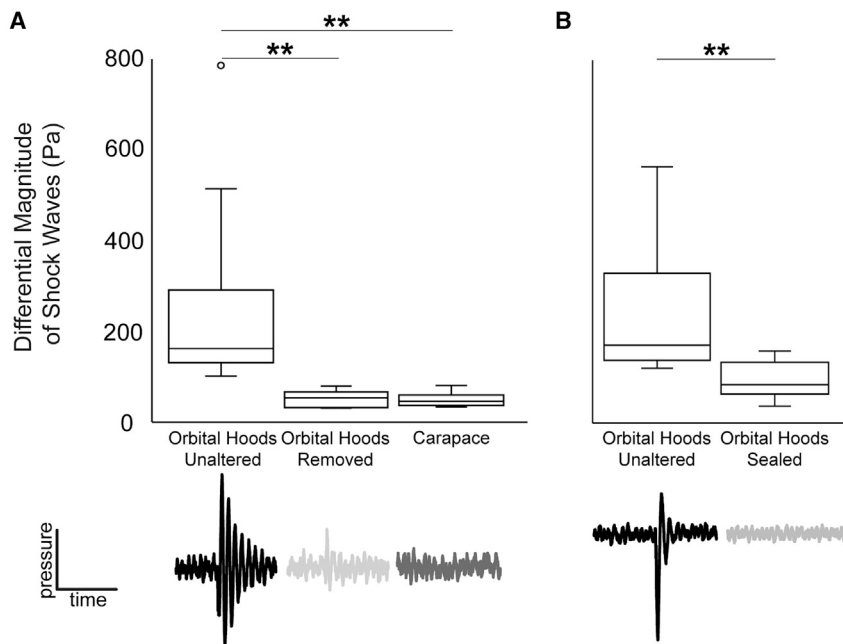 A
B
**
**
**
Differential Magnitude
of Shock Waves (Pa)
800
600
400
200
0
Orbital Hoods
Unaltered
Orbital Hoods
Removed
Carapace
Orbital Hoods
Unaltered
Orbital Hoods
Sealed
pressure
time